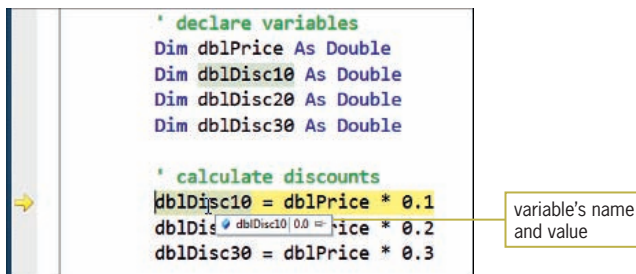 ' declare variables
Dim dblPrice As Double
Dim dblDisc10 As Double
Dim dblDisc20 As Double
Dim dblDisc30 As Double
' calculate discounts
dblDisc10 = dblPrice * 0.1
dblDis ice * 0.2
dblDisc10 0.0
dblDisc30 = dblPrice * 0.3
variable's name
and value